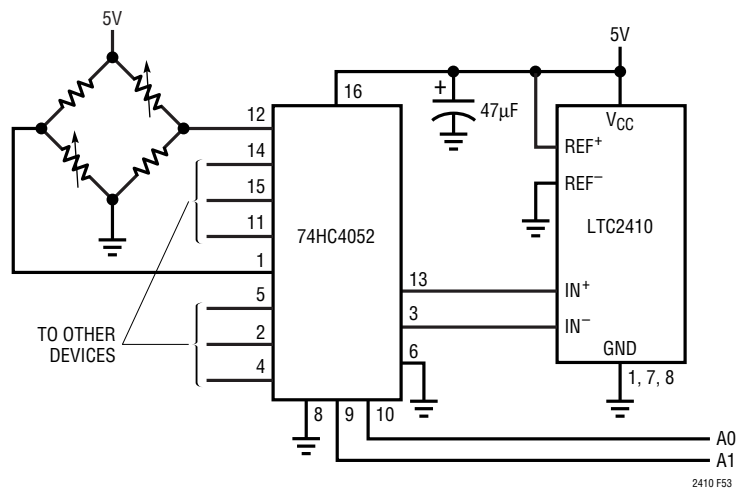 5V
5V
16
+
47µF
12
VCC
14
REF+
15
REF−
11
74HC4052
LTC2410
1
13
IN+
5
3
IN−
TO OTHER
DEVICES
2
6
GND
4
1, 7, 8
8
9
10
A0
A1
2410 F53